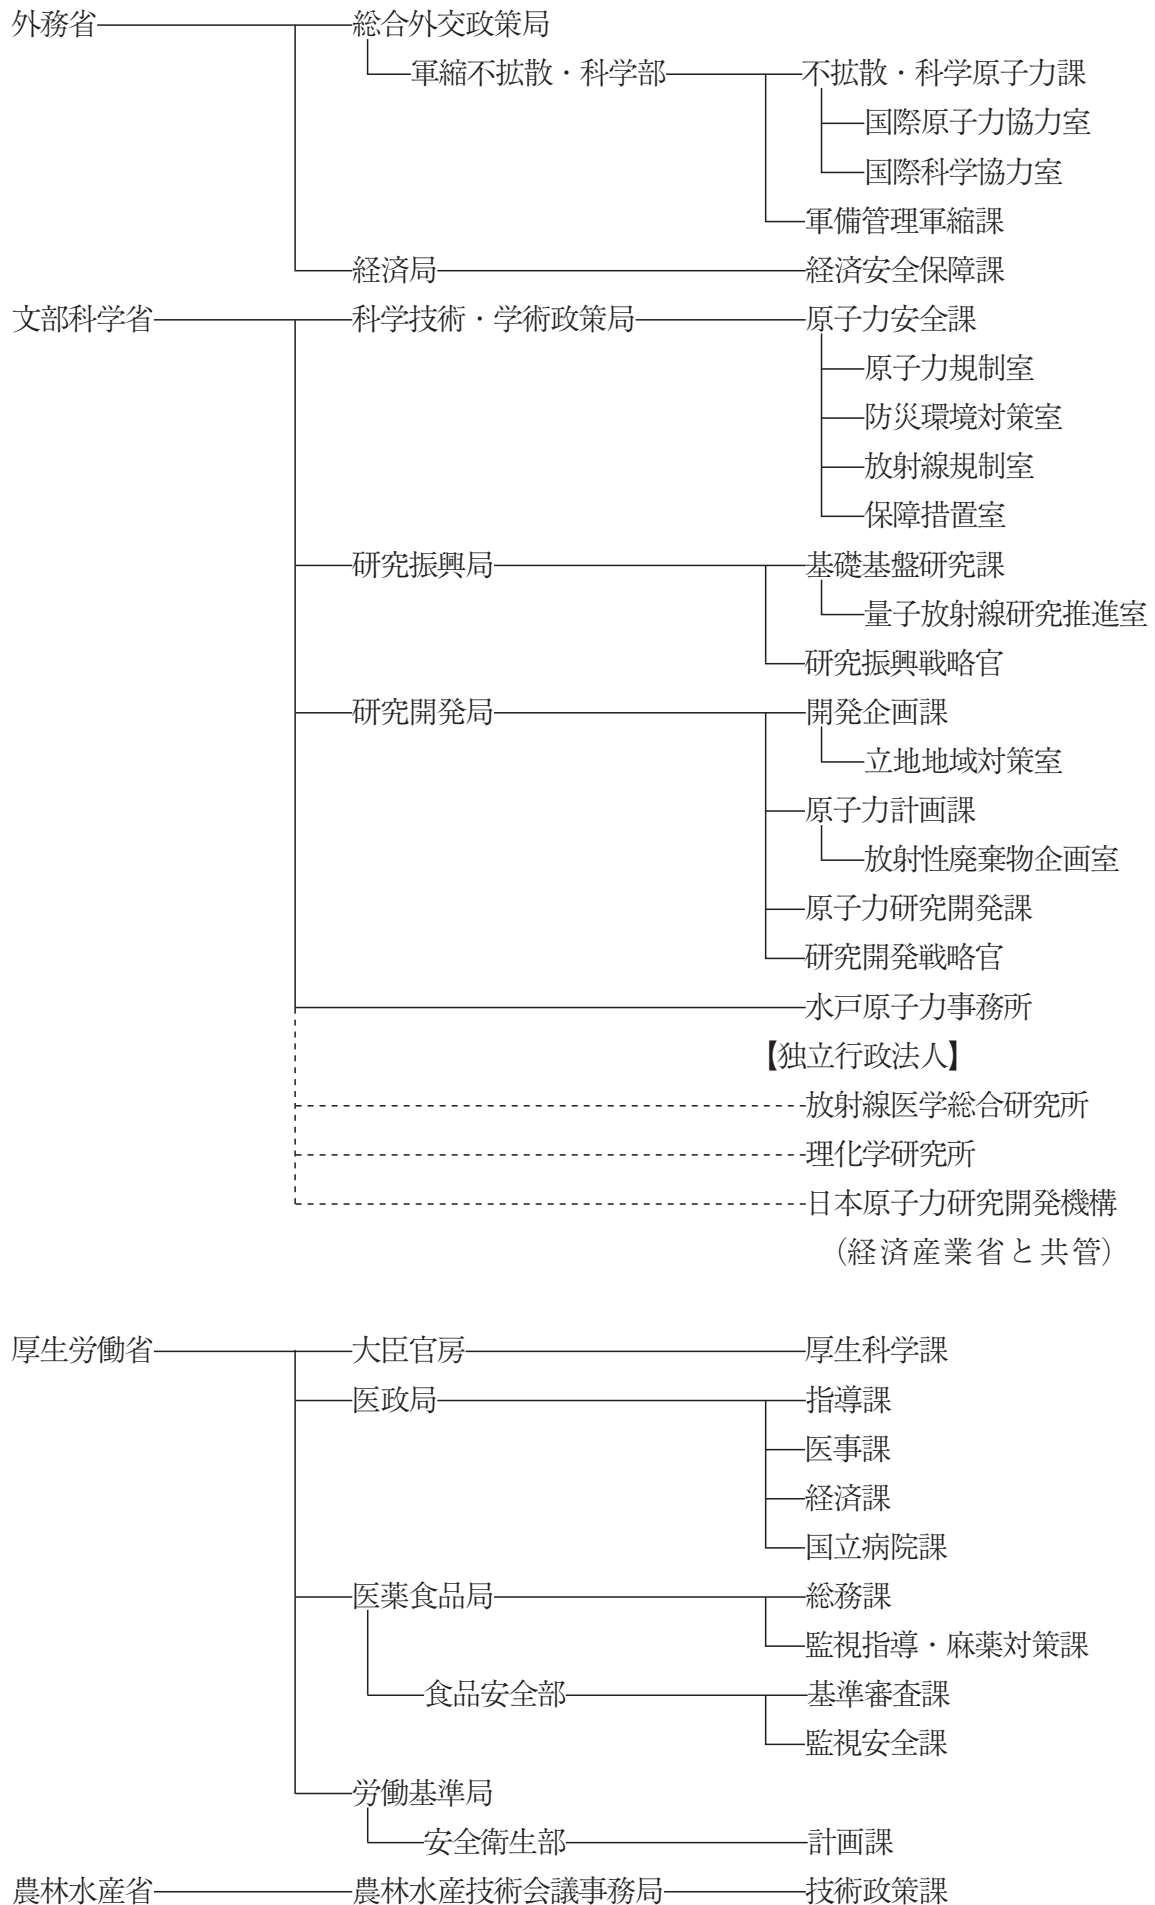 外務省 総合外交政策局
軍縮不拡散・科学部 不拡散・科学原子力課
国際原子力協力室
国際科学協力室
軍備管理軍縮課
経済局 経済安全保障課
文部科学省 科学技術・学術政策局 原子力安全課
原子力規制室
防災環境対策室
放射線規制室
保障措置室
研究振興局 基礎基盤研究課
量子放射線研究推進室
研究振興戦略官
研究開発局 開発企画課
立地地域対策室
原子力計画課
放射性廃棄物企画室
原子力研究開発課
研究開発戦略官
水戸原子力事務所
【独立行政法人】
放射線医学総合研究所
理化学研究所
日本原子力研究開発機構
（経済産業省と共管）
厚生労働省 大臣官房 厚生科学課
医政局 指導課
医事課
経済課
国立病院課
医薬食品局 総務課
監視指導・麻薬対策課
食品安全部 基準審査課
監視安全課
労働基準局
安全衛生部 計画課
農林水産省 農林水産技術会議事務局 技術政策課